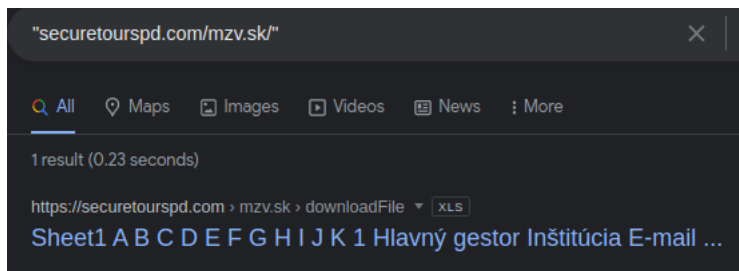 "securetourspd.com/mzv.sk/"
All Maps Images Videos News More
1 result (0.23 seconds)
https://securetourspd.com › mzv.sk › downloadFile XLS
Sheet1 A B C D E F G H I J K 1 Hlavný gestor Inštitúcia E-mail ...